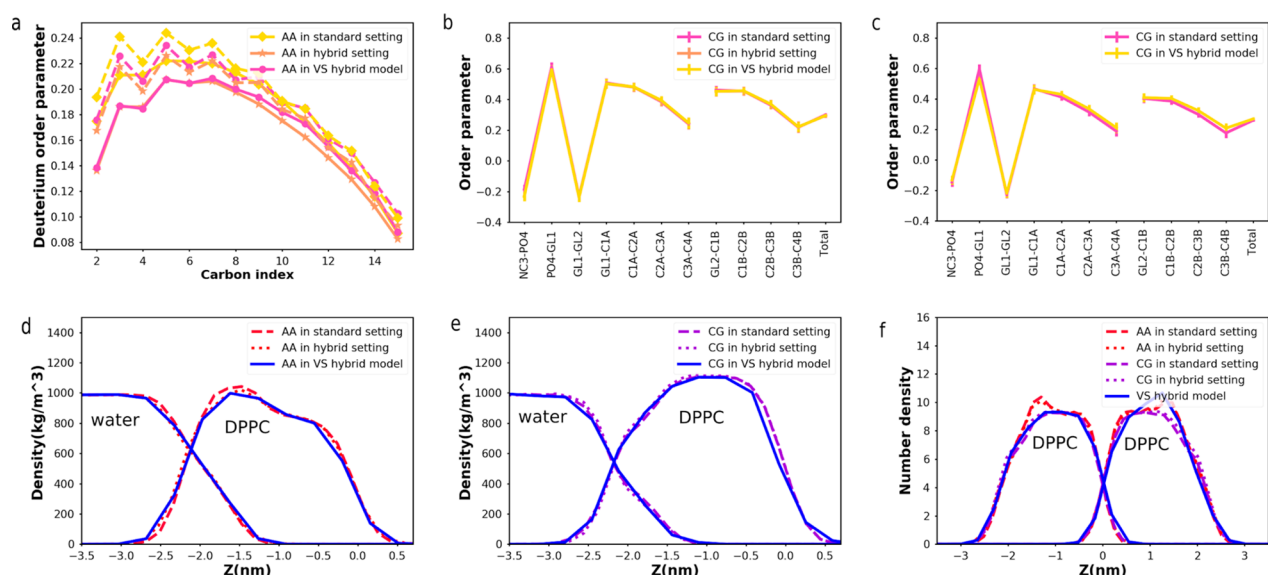 a
Deuterium order parameter
0.24
0.22
0.20
0.18
0.16
0.14
0.12
0.10
0.08
AA in standard setting
AA in hybrid setting
AA in VS hybrid model
2 4 6 8 10 12 14
Carbon index
b
Order parameter
0.8
0.6
0.4
0.2
0.0
−0.2
−0.4
CG in standard setting
CG in hybrid setting
CG in VS hybrid model
NC3-PO4
PO4-GL1
GL1-GL2
GL1-C1A
C1A-C2A
C2A-C3A
C3A-C4A
GL2-C1B
C1B-C2B
C2B-C3B
C3B-C4B
Total
c
Order parameter
0.8
0.6
0.4
0.2
0.0
−0.2
−0.4
CG in standard setting
CG in VS hybrid model
NC3-PO4
PO4-GL1
GL1-GL2
GL1-C1A
C1A-C2A
C2A-C3A
C3A-C4A
GL2-C1B
C1B-C2B
C2B-C3B
C3B-C4B
Total
d
Density(kg/m^3)
1400
1200
1000
800
600
400
200
0
AA in standard setting
AA in hybrid setting
AA in VS hybrid model
water
DPPC
−3.5 −3.0 −2.5 −2.0 −1.5 −1.0 −0.5 0.0 0.5
Z(nm)
e
Density(kg/m^3)
1400
1200
1000
800
600
400
200
0
CG in standard setting
CG in hybrid setting
CG in VS hybrid model
water
DPPC
−3.5 −3.0 −2.5 −2.0 −1.5 −1.0 −0.5 0.0 0.5
Z(nm)
f
Number density
16
14
12
10
8
6
4
2
0
AA in standard setting
AA in hybrid setting
CG in standard setting
CG in hybrid setting
VS hybrid model
DPPC
DPPC
−3 −2 −1 0 1 2 3
Z(nm)